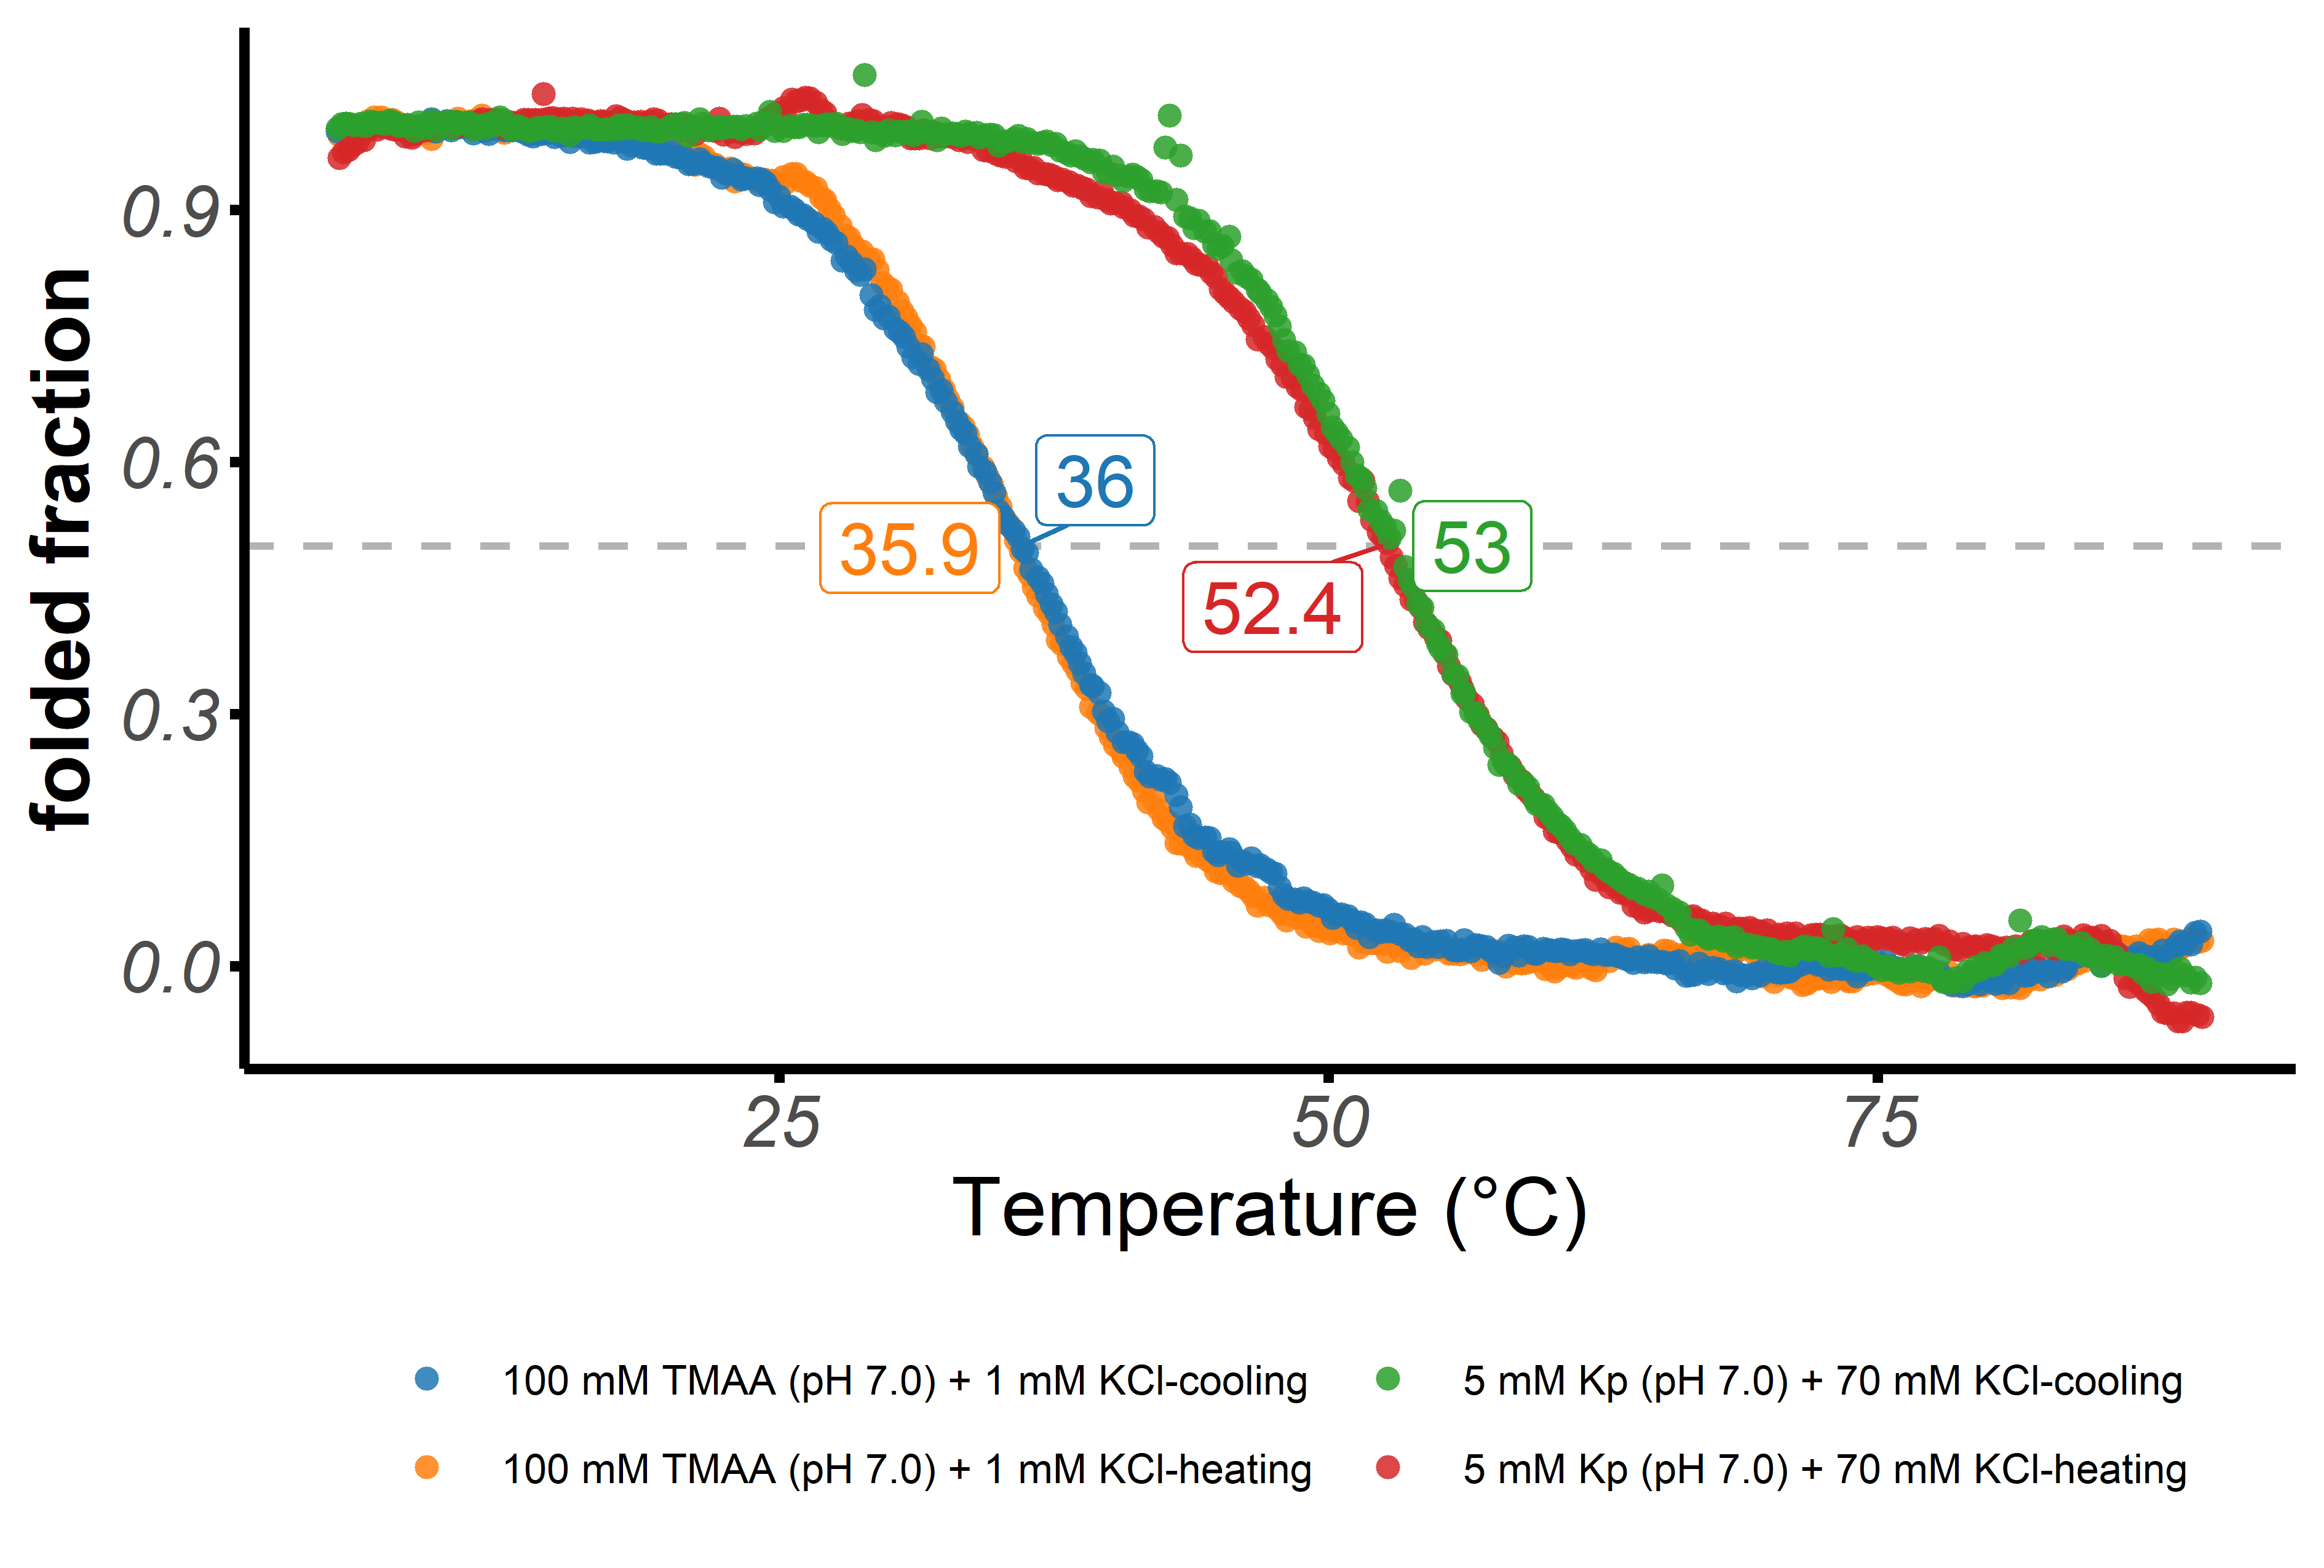 folded fraction
0.9
0.6
0.3
0.0
36
35.9
53
52.4
25 50 75
Temperature (°C)
100 mM TMAA (pH 7.0) + 1 mM KCl-cooling
5 mM Kp (pH 7.0) + 70 mM KCl-cooling
100 mM TMAA (pH 7.0) + 1 mM KCl-heating
5 mM Kp (pH 7.0) + 70 mM KCl-heating